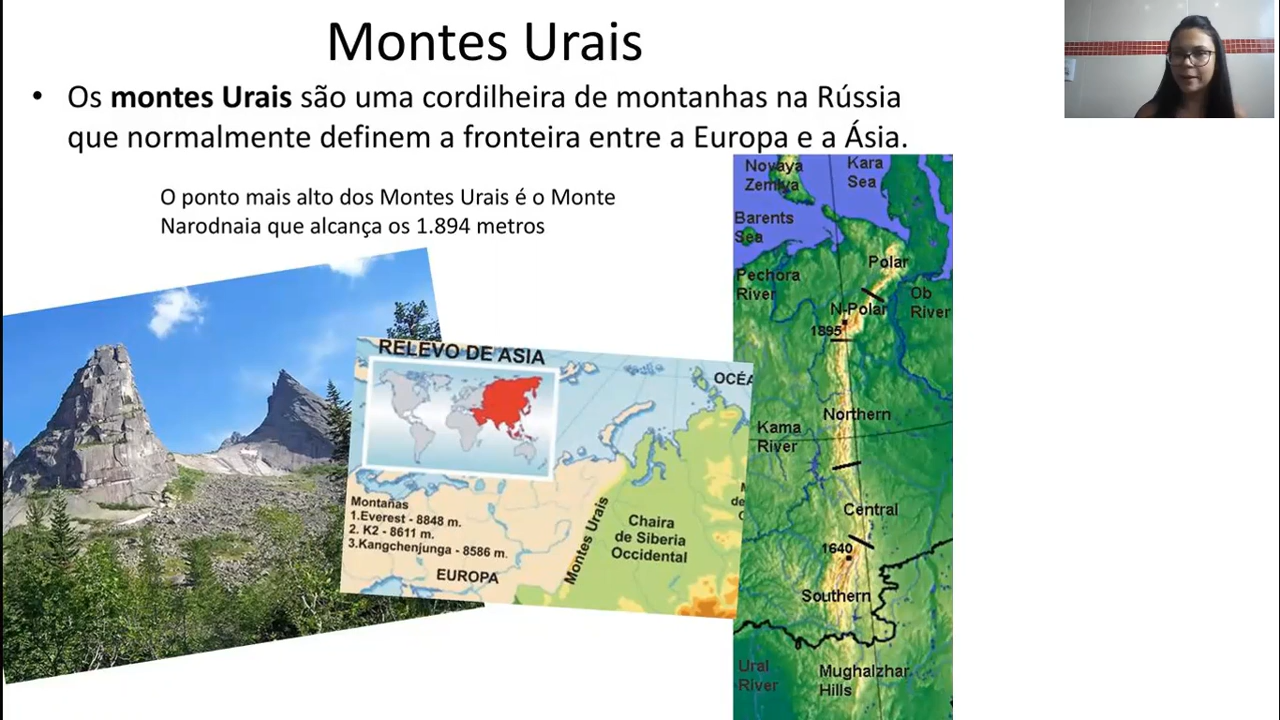 Montes Urais
• Os montes Urais são uma cordilheira de montanhas na Rússia
que normalmente definem a fronteira entre a Europa e a Ásia.
O ponto mais alto dos Montes Urais é o Monte
Narodnaia que alcança os 1.894 metros
RELEVO DE ASIA
OCÉA
Montañas
1.Everest - 8848 m.
2. K2 - 8611 m.
3.Kangchenjunga - 8586 m.
EUROPA
Montes Urais
Chaira
de Siberia
Occidental
de
Novaya
Zemlya
Kara
Sea
Barents
Sea
Polar
Pechora
River
Ob
River
N-Polar
1895
Northern
Kama
River
Central
1640
Southern
Ural
River
Mughalzhar
Hills